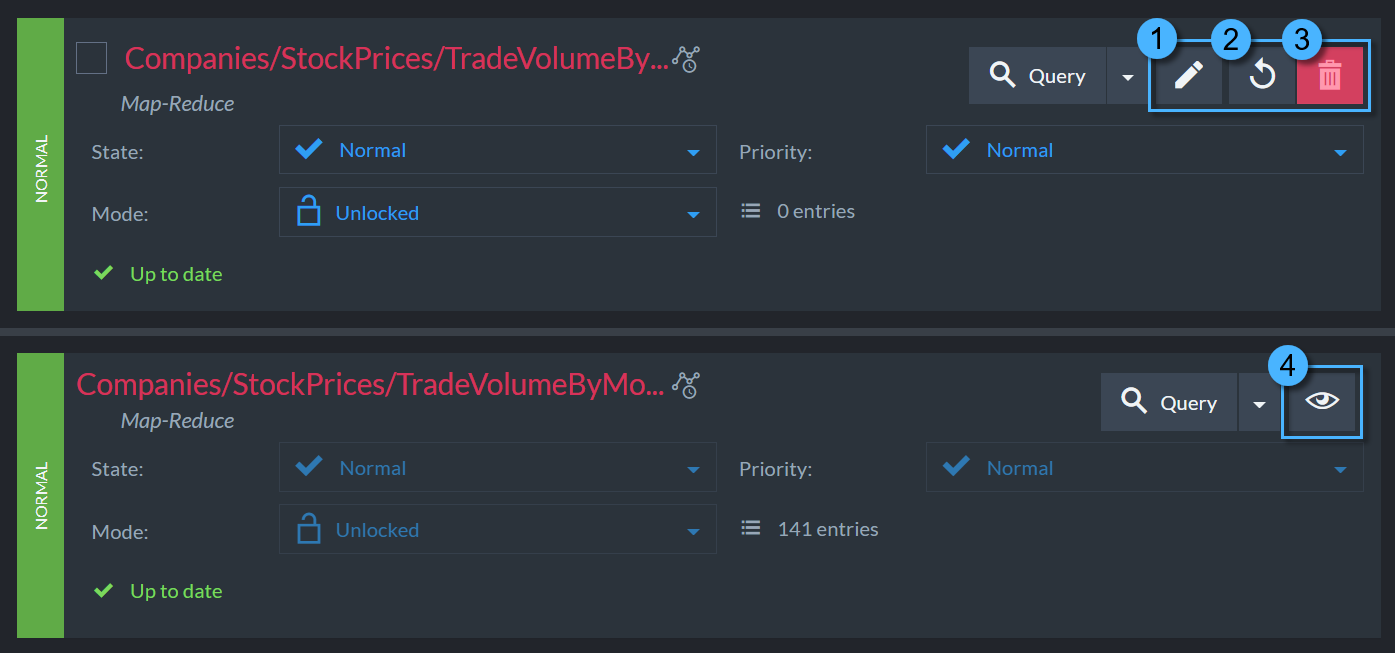 1 2 3
NORMAL
Companies/StockPrices/TradeVolumeBy...
Query
Map-Reduce
State: Normal Priority: Normal
Mode: Unlocked 0 entries
Up to date
4
NORMAL
Companies/StockPrices/TradeVolumeByMo...
Query
Map-Reduce
State: Normal Priority: Normal
Mode: Unlocked 141 entries
Up to date